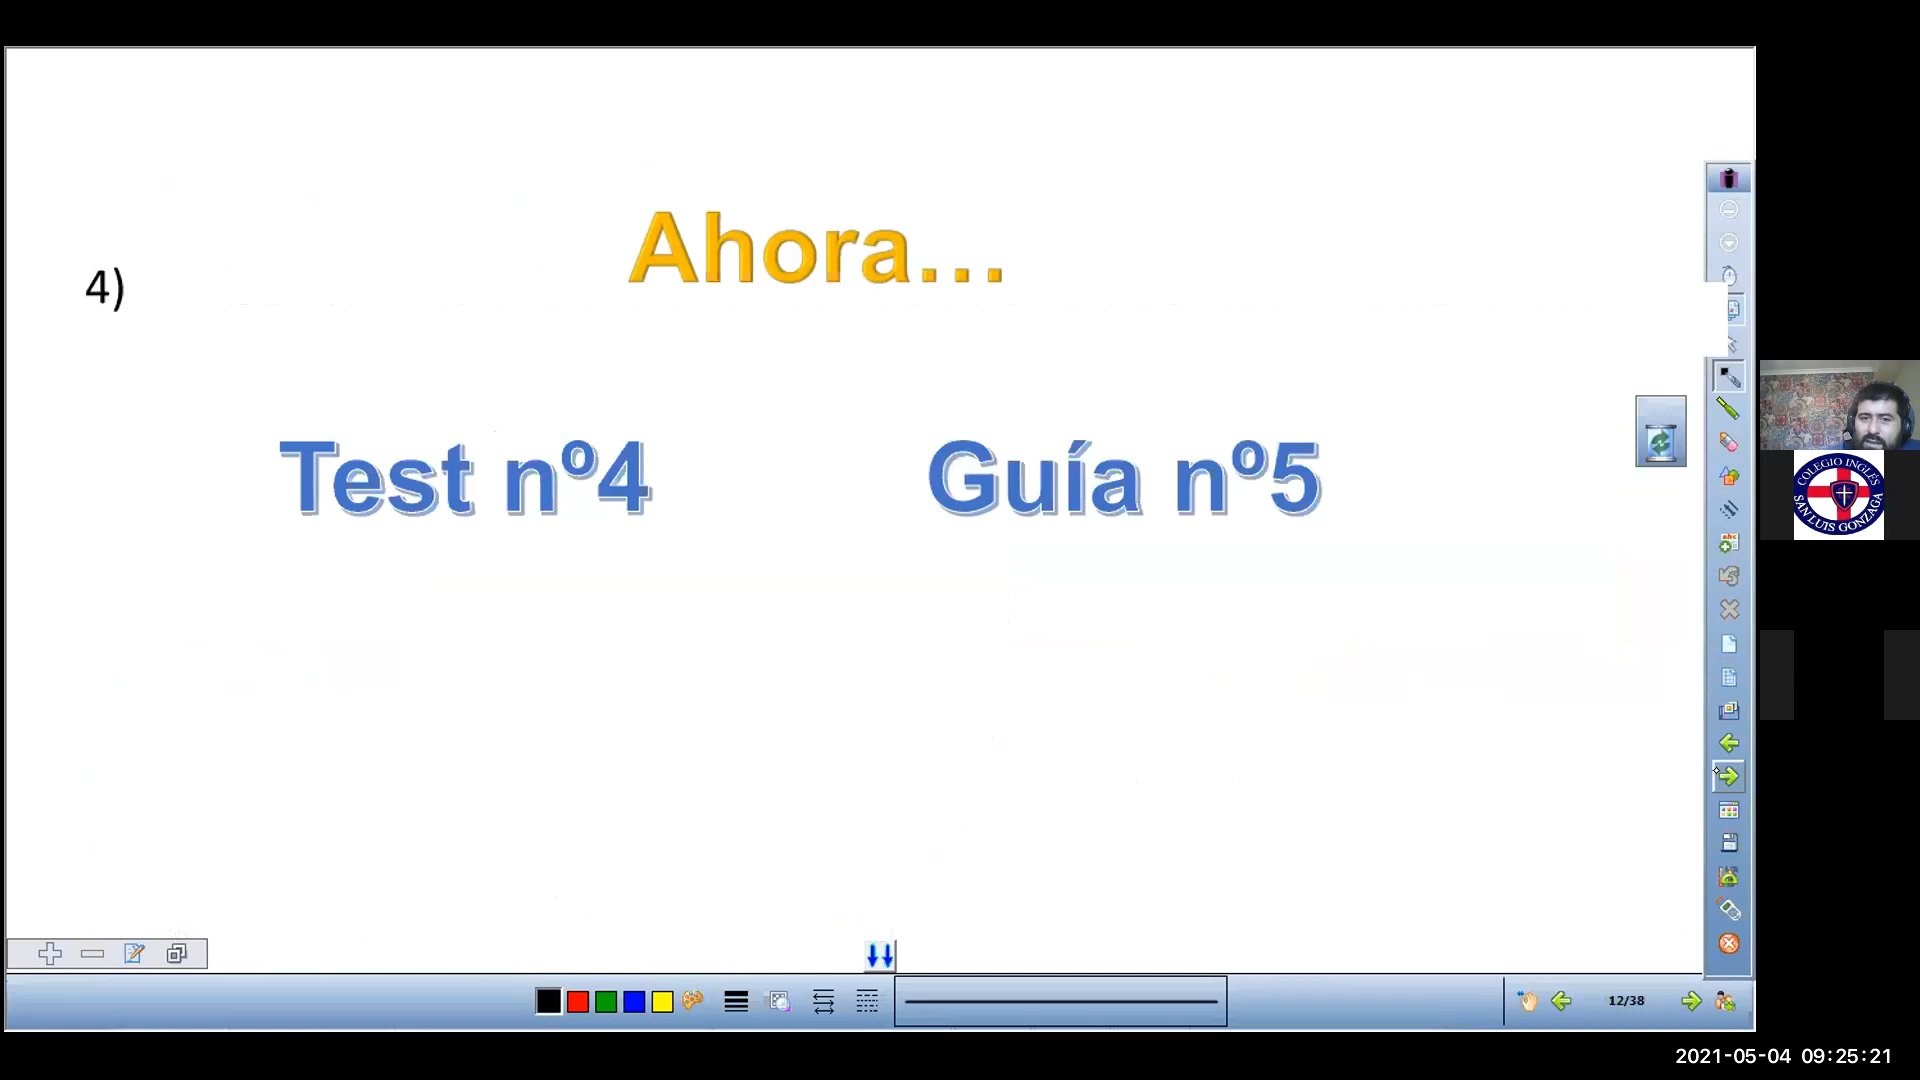 Ahora...
4)
Test nº4
Guía nº5
COLEGIO INGLÉS
SAN LUIS GONZAGA
abc
12/38
2021-05-04 09:25:21